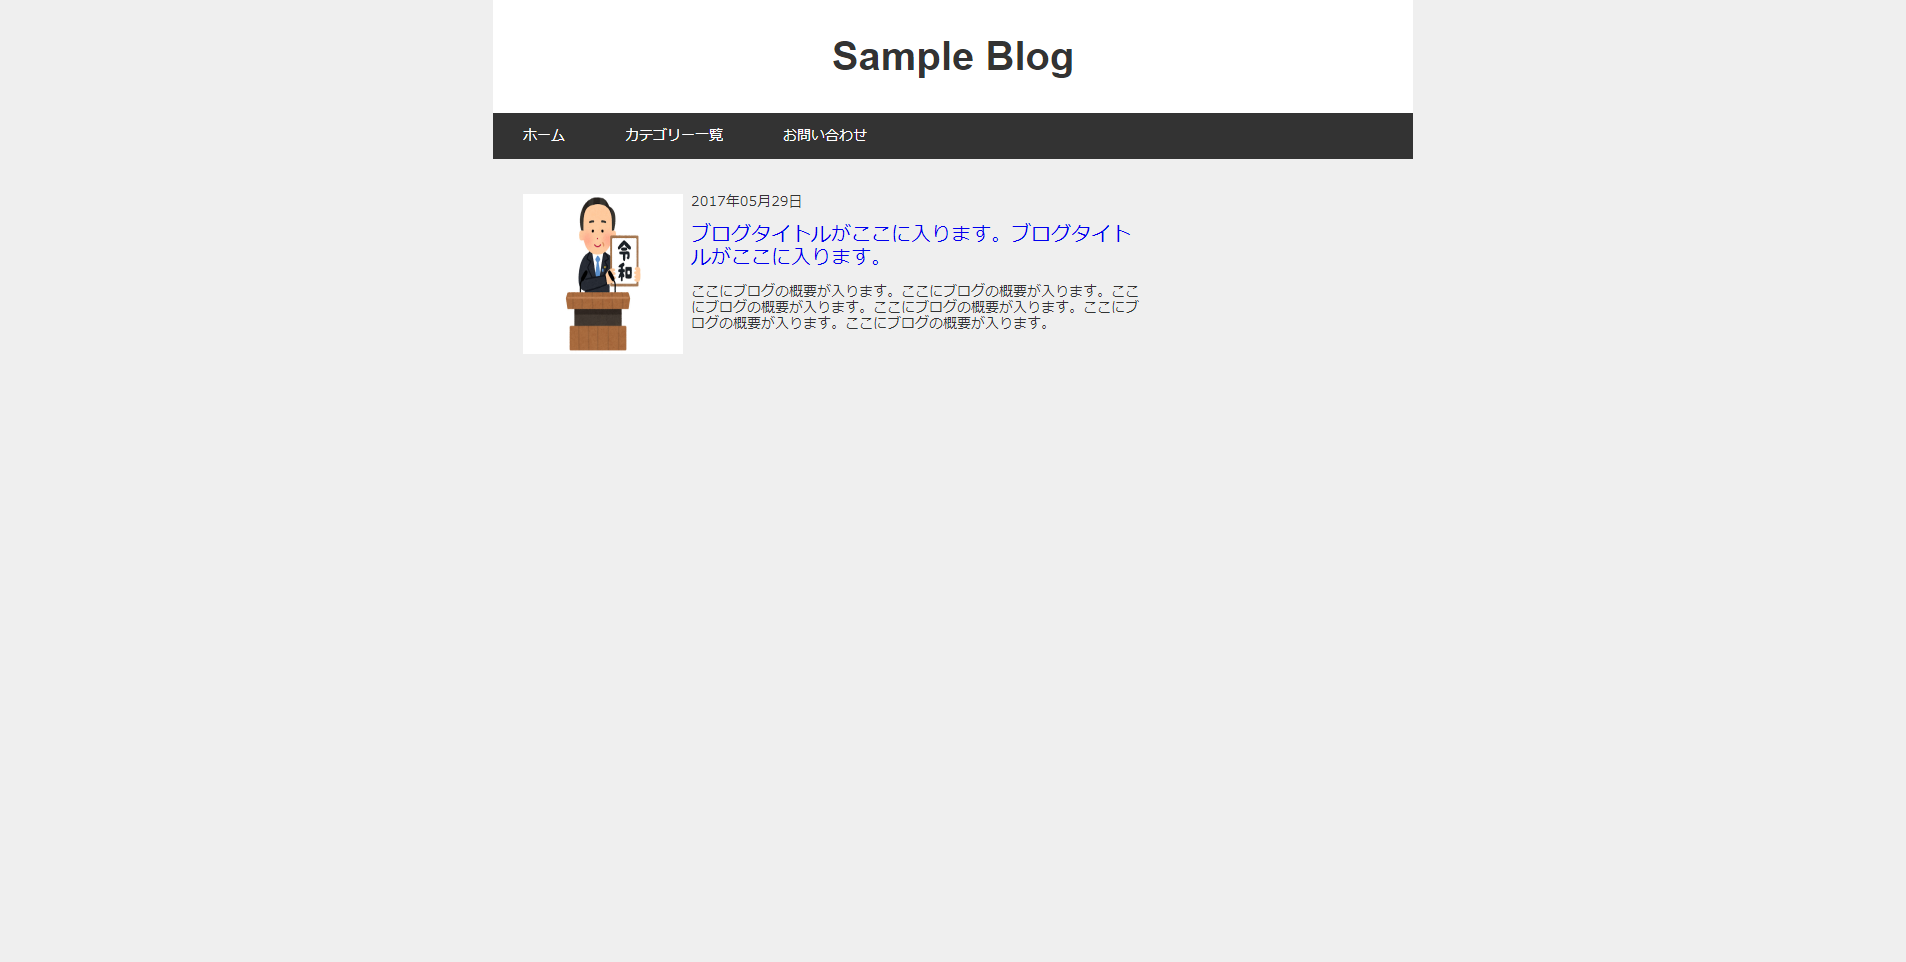 Sample Blog
ホーム
カテゴリー一覧
お問い合わせ
令和
2017年05月29日
ブログタイトルがここに入ります。ブログタイト
ルがここに入ります。
ここにブログの概要が入ります。ここにブログの概要が入ります。ここ
にブログの概要が入ります。ここにブログの概要が入ります。ここにブ
ログの概要が入ります。ここにブログの概要が入ります。